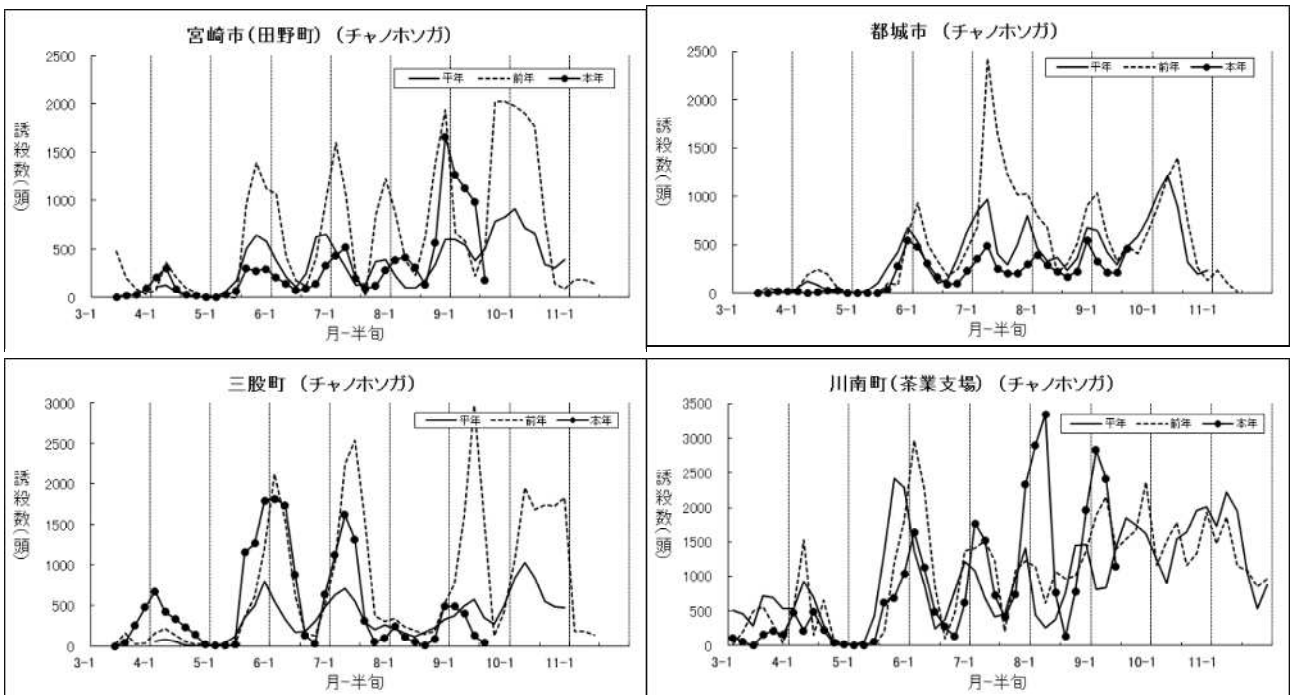 宮崎市(田野町) (チャノホソガ)
平年 前年 本年
誘殺数(頭)
2500
2000
1500
1000
500
0
3-1 4-1 5-1 6-1 7-1 8-1 9-1 10-1 11-1
月-半旬
都城市 (チャノホソガ)
平年 前年 本年
誘殺数(頭)
2500
2000
1500
1000
500
0
3-1 4-1 5-1 6-1 7-1 8-1 9-1 10-1 11-1
月-半旬
三股町 (チャノホソガ)
平年 前年 本年
誘殺数(頭)
3000
2500
2000
1500
1000
500
0
3-1 4-1 5-1 6-1 7-1 8-1 9-1 10-1 11-1
月-半旬
川南町(茶業支場) (チャノホソガ)
平年 前年 本年
誘殺数(頭)
3500
3000
2500
2000
1500
1000
500
0
3-1 4-1 5-1 6-1 7-1 8-1 9-1 10-1 11-1
月-半旬